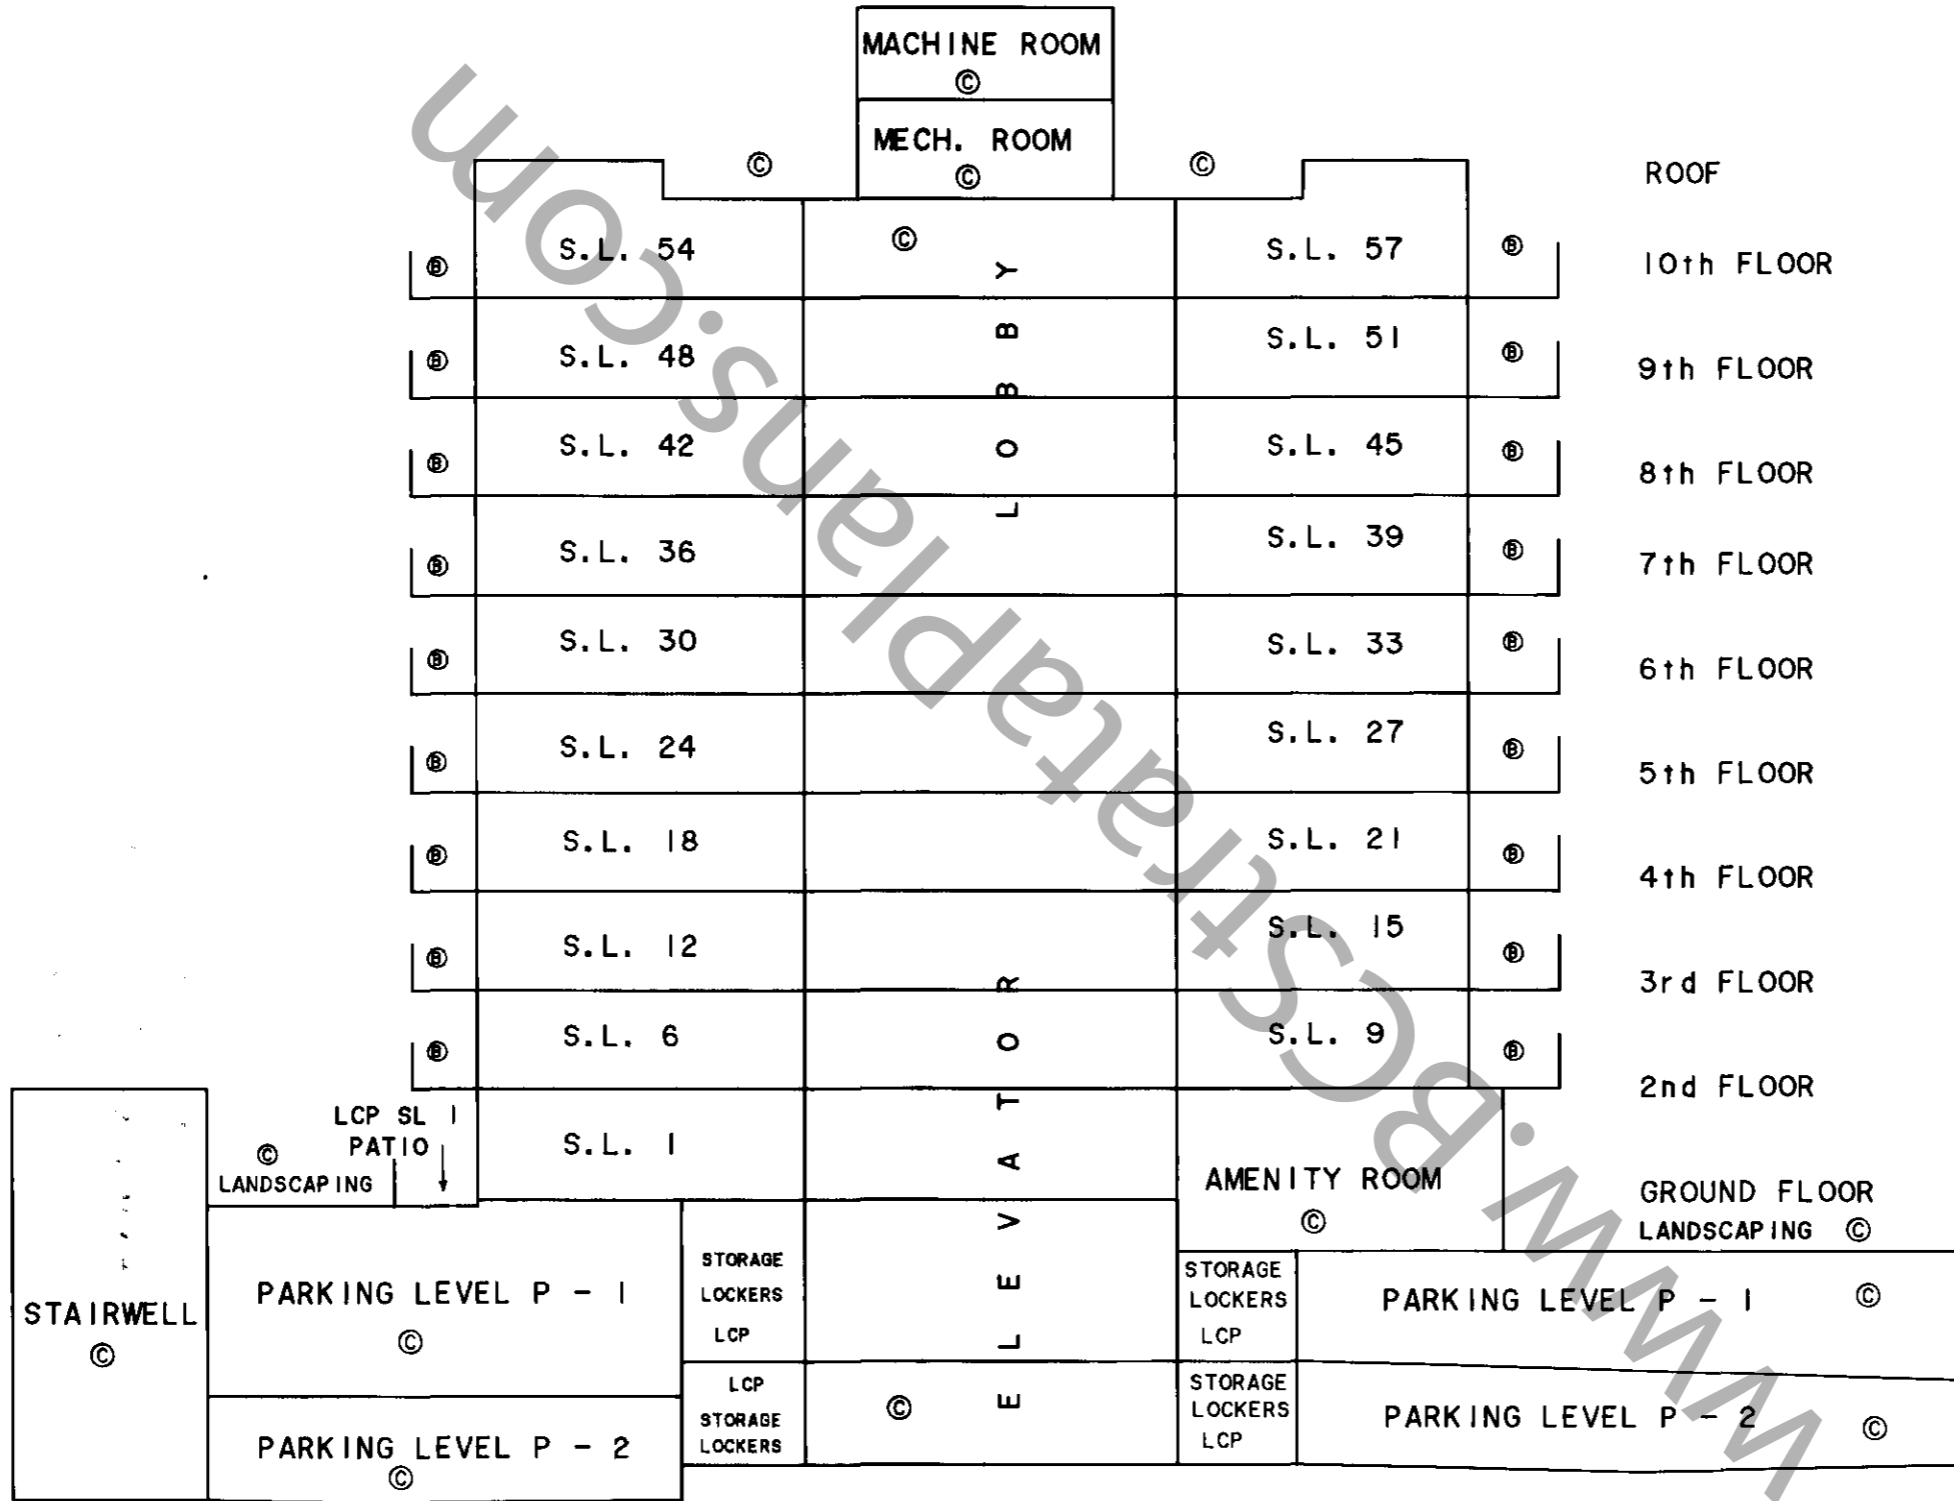 MACHINE ROOM
©
MECH. ROOM
©
©
©
ROOF
S.L. 54
©
S.L. 57
Ⓑ
Ⓑ
10th FLOOR
S.L. 48
S.L. 51
Ⓑ
Ⓑ
9th FLOOR
S.L. 42
S.L. 45
Ⓑ
Ⓑ
8th FLOOR
S.L. 36
S.L. 39
Ⓑ
Ⓑ
7th FLOOR
S.L. 30
S.L. 33
Ⓑ
Ⓑ
6th FLOOR
S.L. 24
S.L. 27
Ⓑ
Ⓑ
5th FLOOR
S.L. 18
S.L. 21
Ⓑ
Ⓑ
4th FLOOR
S.L. 12
S.L. 15
Ⓑ
Ⓑ
3rd FLOOR
S.L. 6
S.L. 9
Ⓑ
Ⓑ
2nd FLOOR
ELEVATOR LOBBY
LCP SL 1
PATIO
S.L. 1
©
LANDSCAPING
AMENITY ROOM
©
GROUND FLOOR
LANDSCAPING ©
STAIRWELL
©
PARKING LEVEL P - 1
©
STORAGE
LOCKERS
LCP
STORAGE
LOCKERS
LCP
PARKING LEVEL P - 1 ©
PARKING LEVEL P - 2
©
LCP
STORAGE
LOCKERS
©
STORAGE
LOCKERS
LCP
PARKING LEVEL P - 2 ©
www.BCStrataplans.com